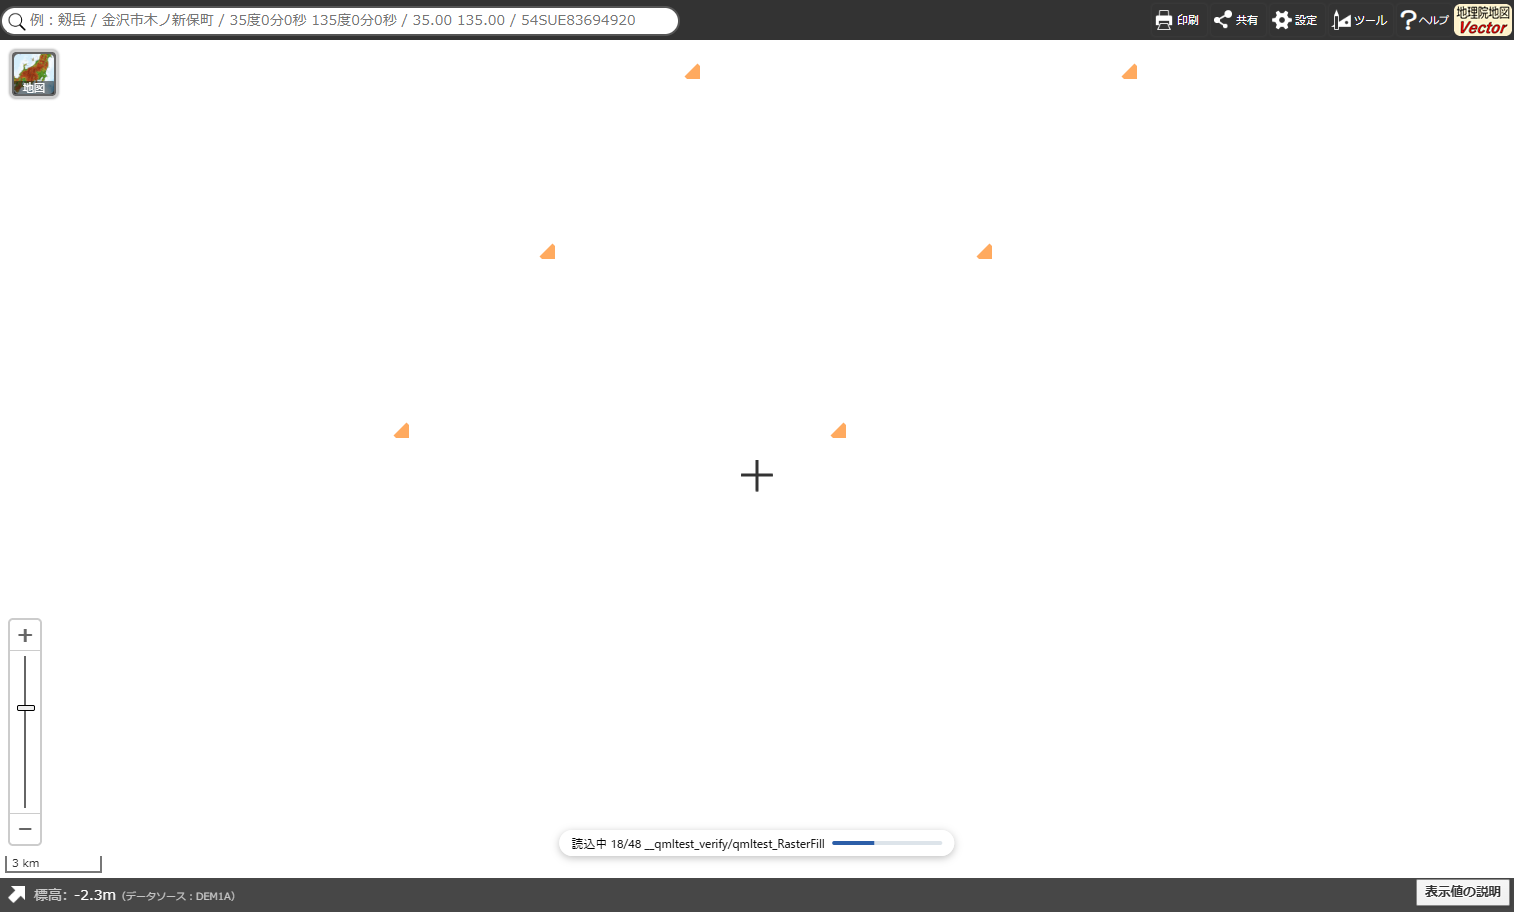 例：剱岳 / 金沢市木ノ新保町 / 35度0分0秒 135度0分0秒 / 35.00 135.00 / 54SUE83694920
印刷 共有 設定 ツール ヘルプ
地理院地図
Vector
地図
+
−
読込中 18/48 __qmltest_verify/qmltest_RasterFill
3 km
標高: -2.3m (データソース : DEM1A)
表示値の説明